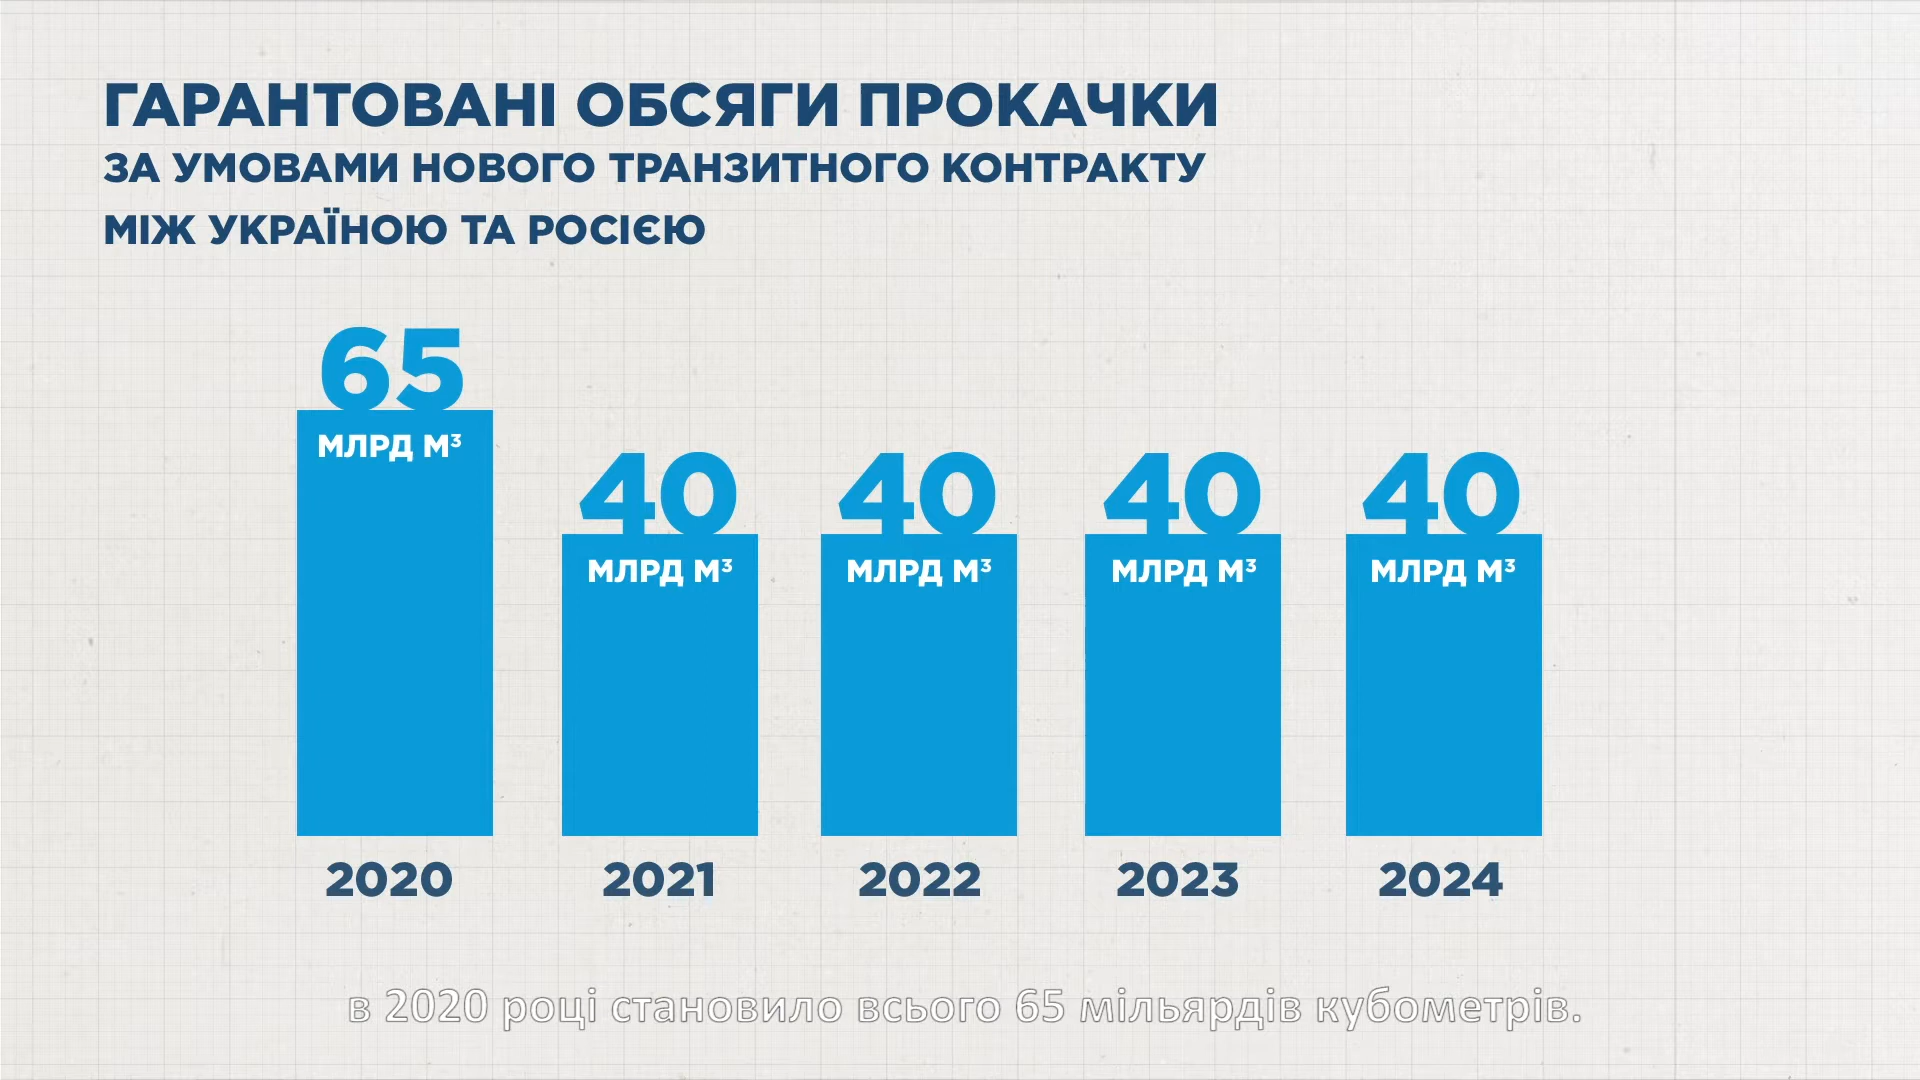 ГАРАНТОВАНІ ОБСЯГИ ПРОКАЧКИ
ЗА УМОВАМИ НОВОГО ТРАНЗИТНОГО КОНТРАКТУ
МІЖ УКРАЇНОЮ ТА РОСІЄЮ
65
МЛРД М³
40
МЛРД М³
40
МЛРД М³
40
МЛРД М³
40
МЛРД М³
2020 2021 2022 2023 2024
в 2020 році становило всього 65 мільярдів кубометрів.